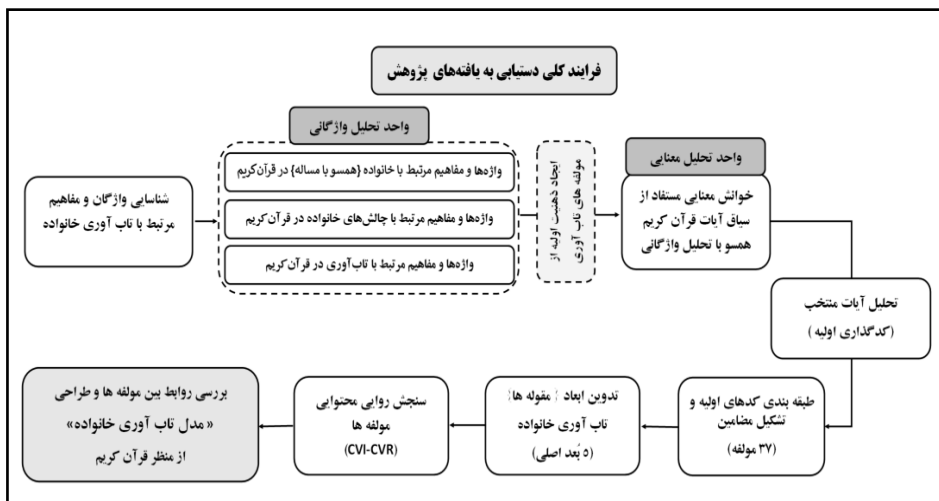 فرایند کلی دستیابی به یافته‌های پژوهش
شناسایی واژگان و مفاهیم
مرتبط با تاب آوری خانواده
واحد تحلیل واژگانی
واژه‌ها و مفاهیم مرتبط با خانواده {همسو با مساله} در قرآن‌کریم
واژه‌ها و مفاهیم مرتبط با چالش‌های خانواده در قرآن‌کریم
واژه‌ها و مفاهیم مرتبط با تاب‌آوری در قرآن‌کریم
ایجاد ذهنیت اولیه از
مولفه های تاب آوری
واحد تحلیل معنایی
خوانش معنایی مستفاد از
سیاق آیات قرآن کریم
همسو با تحلیل واژگانی
تحلیل آیات منتخب
(کدگذاری اولیه )
طبقه بندی کدهای اولیه و
تشکیل مضامین
(۳۷ مولفه)
تدوین ابعاد { مقوله ها}
تاب آوری خانواده
(۵ بُعد اصلی)
سنجش روایی محتوایی
مولفه ها
(CVI-CVR)
بررسی روابط بین مولفه ها و طراحی
«مدل تاب آوری خانواده»
از منظر قرآن کریم